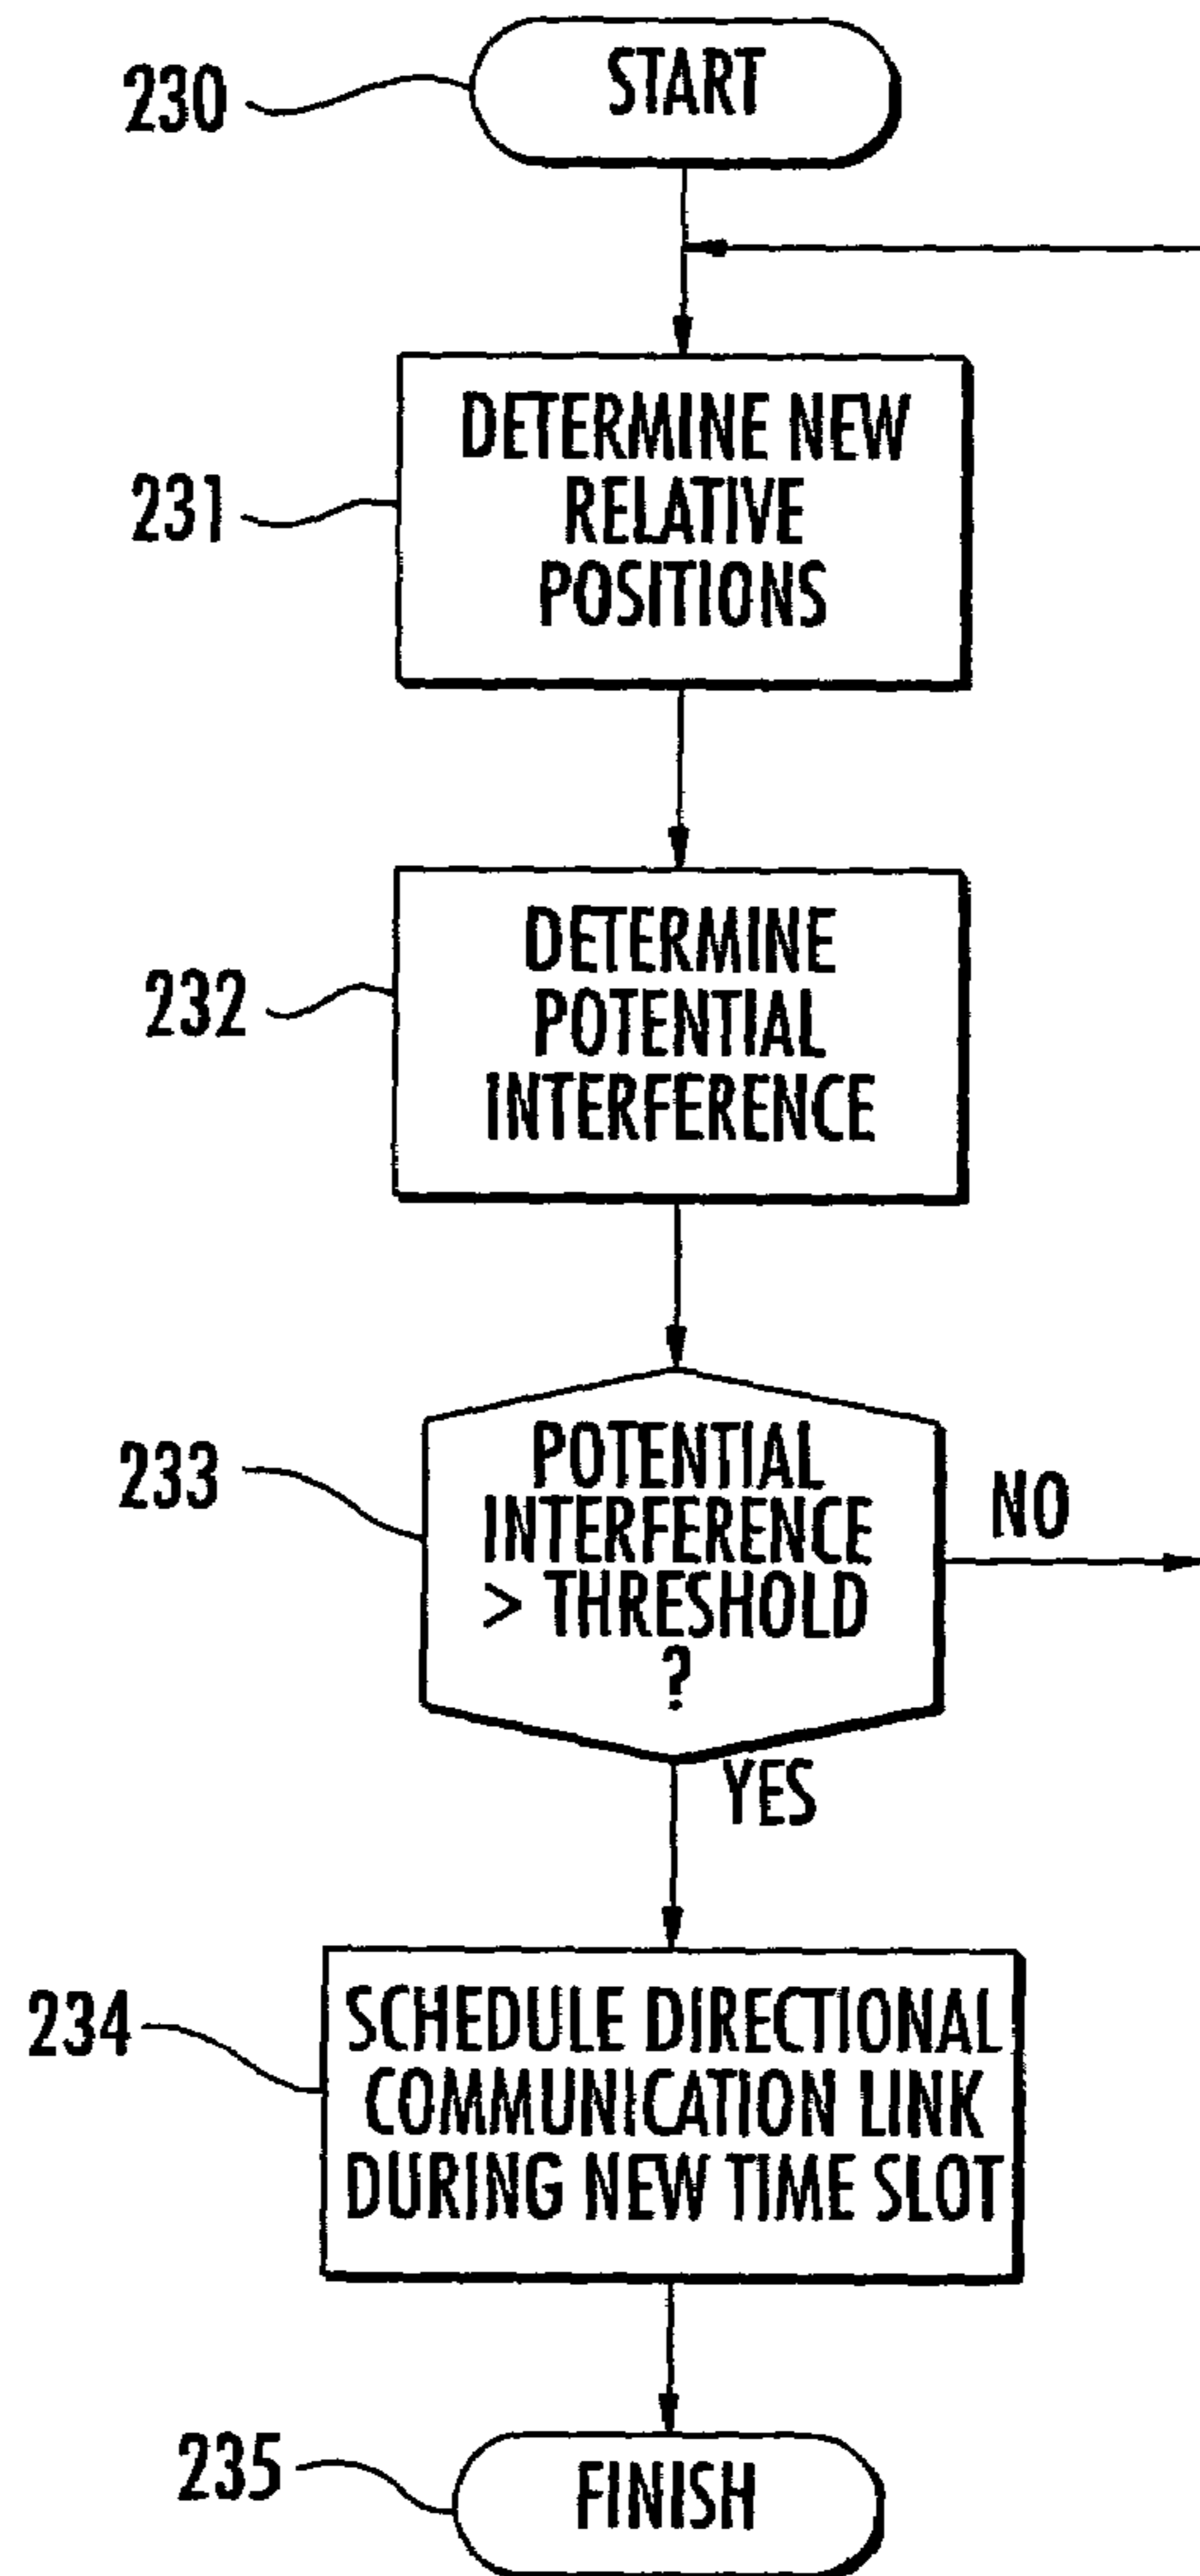 230
START
231
DETERMINE NEW
RELATIVE
POSITIONS
232
DETERMINE
POTENTIAL
INTERFERENCE
233
POTENTIAL
INTERFERENCE
> THRESHOLD
?
NO
YES
234
SCHEDULE DIRECTIONAL
COMMUNICATION LINK
DURING NEW TIME SLOT
235
FINISH